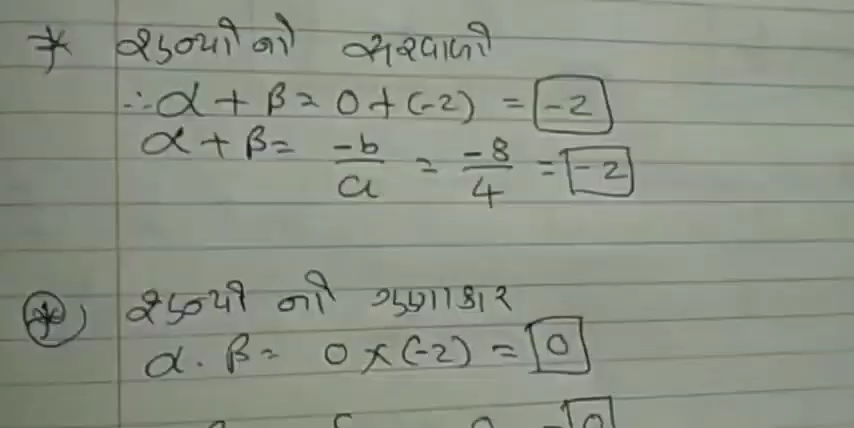 * શૂન્યો નો સરવાળો
∴ α + β = 0 + (-2) = -2
α + β = -b/a = -8/4 = -2
* શૂન્યો નો ગુણાકાર
α . β = 0 × (-2) = 0